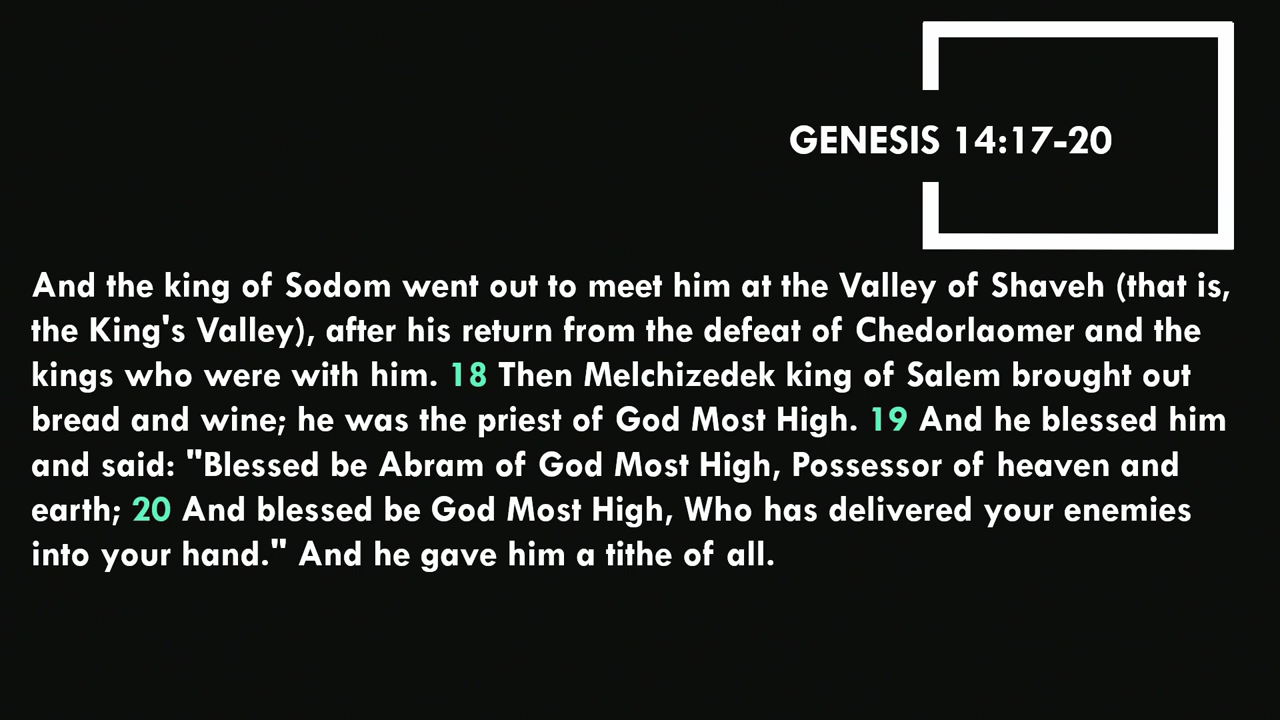 GENESIS 14:17-20
And the king of Sodom went out to meet him at the Valley of Shaveh (that is,
the King's Valley), after his return from the defeat of Chedorlaomer and the
kings who were with him. 18 Then Melchizedek king of Salem brought out
bread and wine; he was the priest of God Most High. 19 And he blessed him
and said: "Blessed be Abram of God Most High, Possessor of heaven and
earth; 20 And blessed be God Most High, Who has delivered your enemies
into your hand." And he gave him a tithe of all.